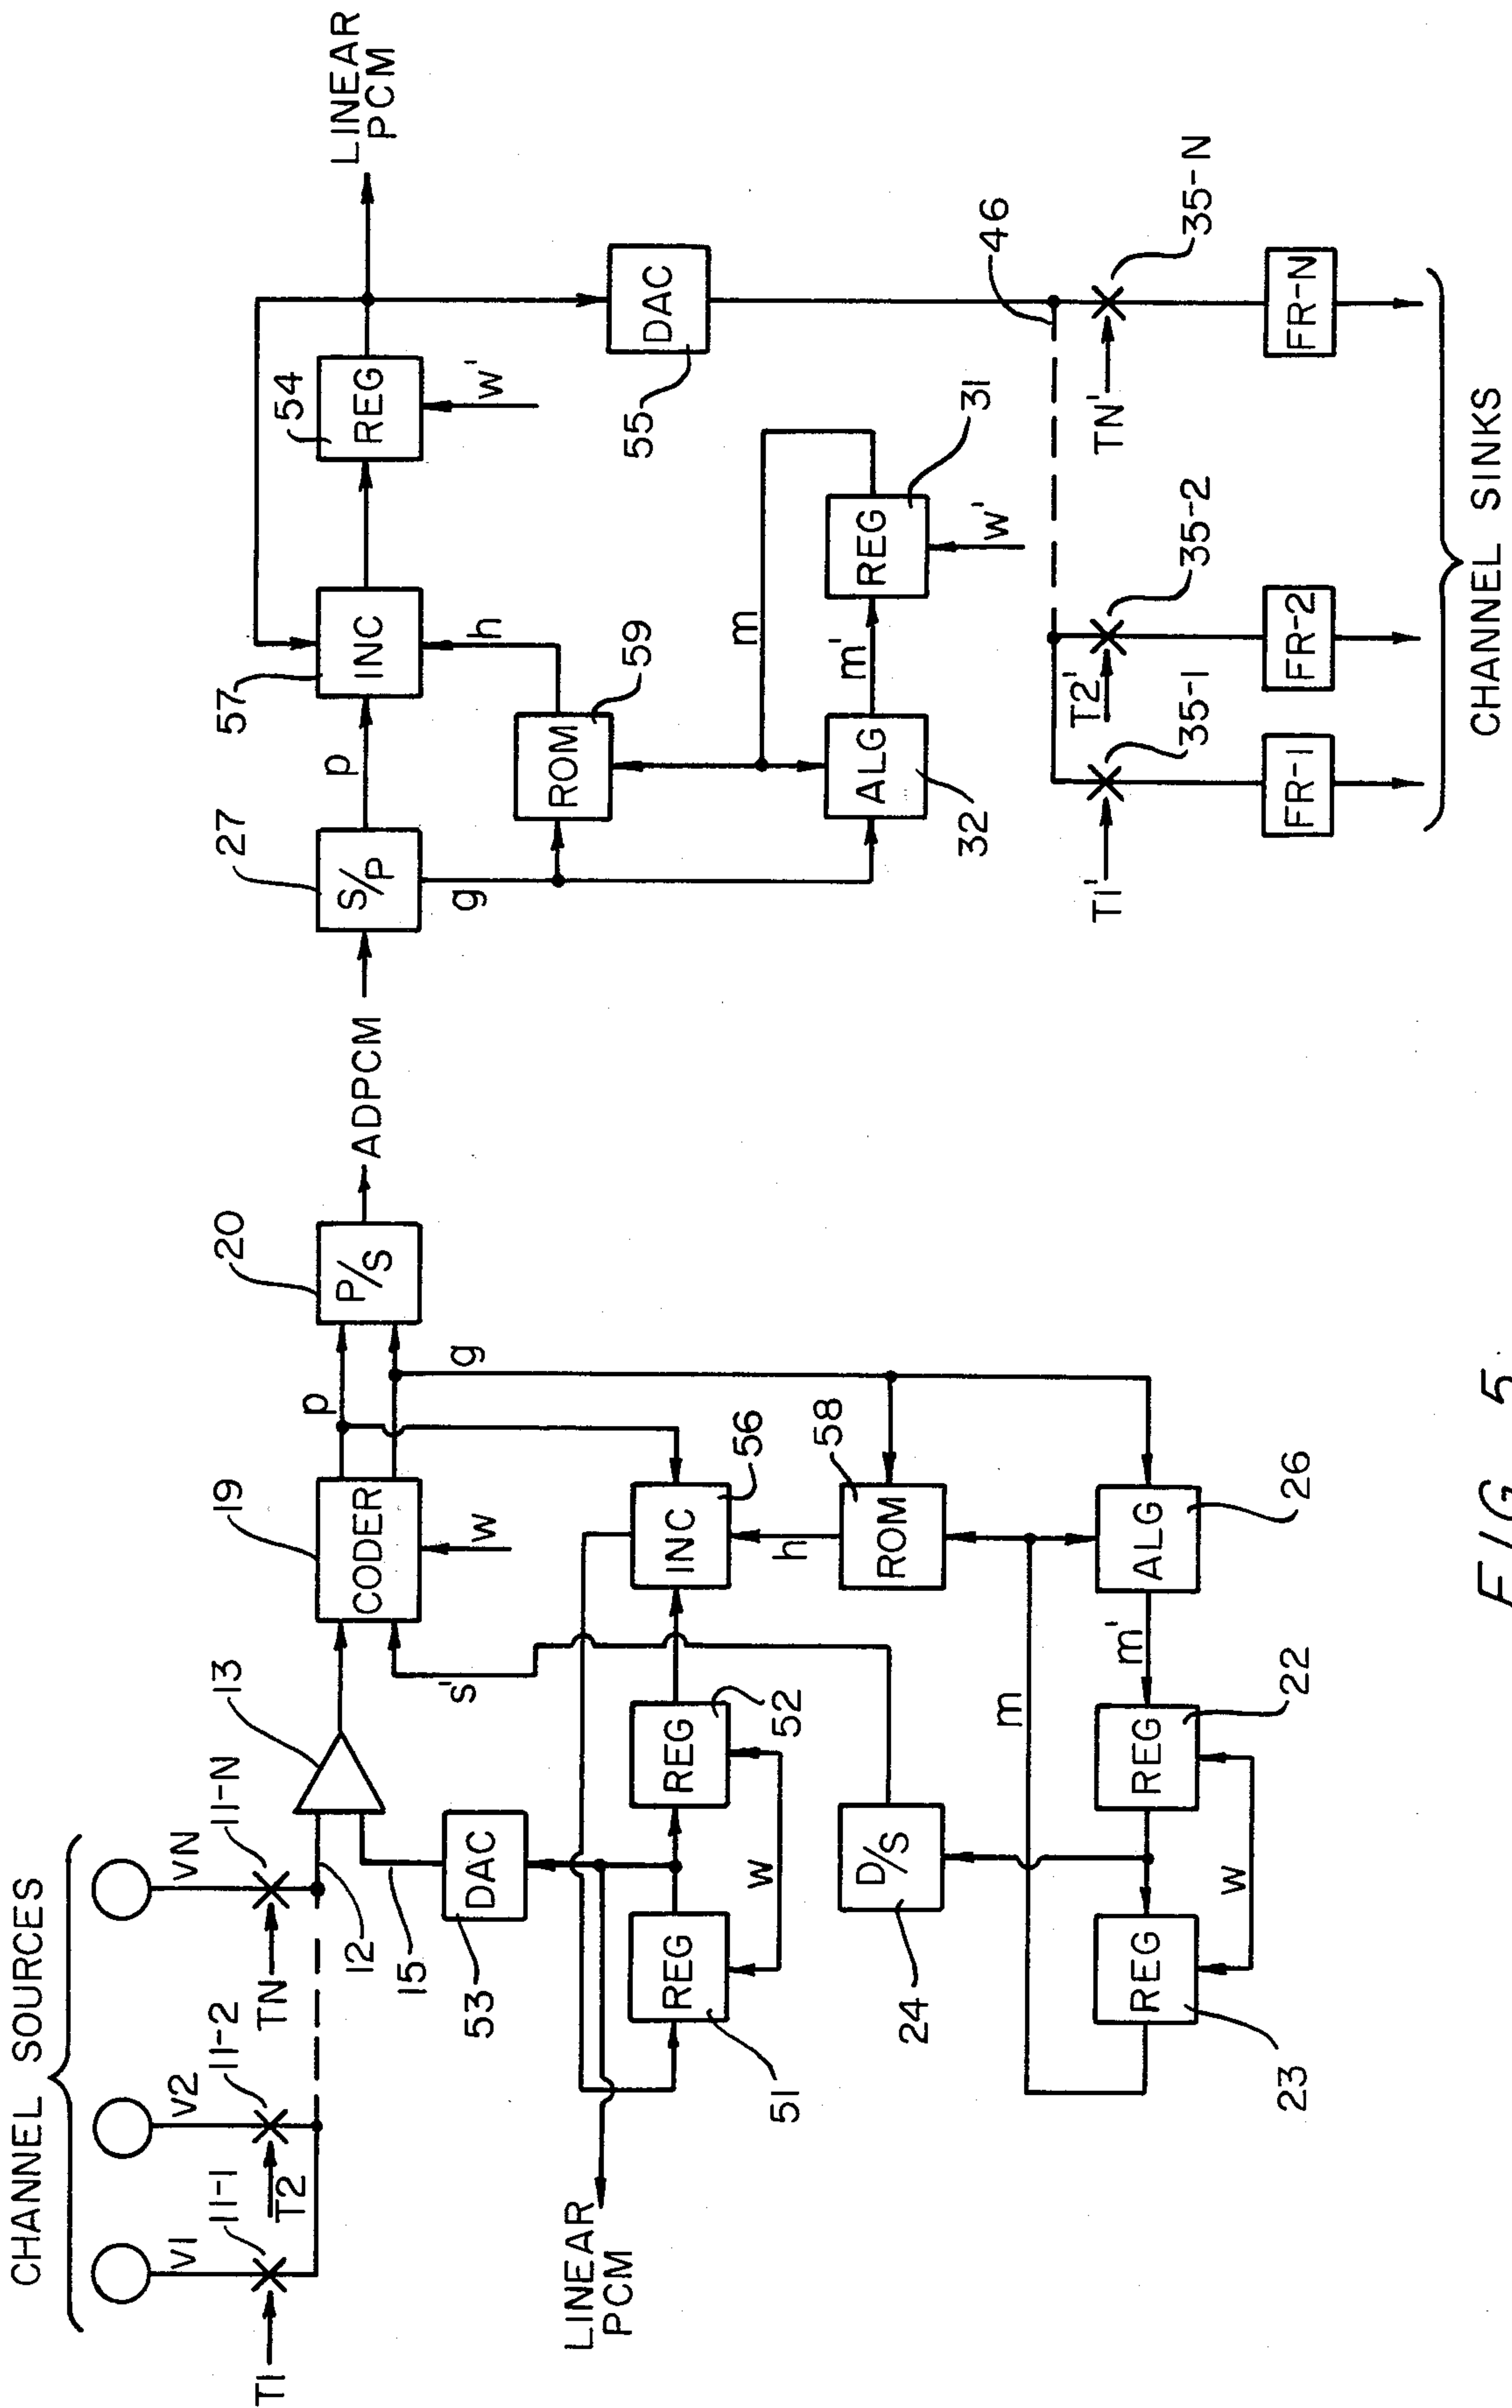 CHANNEL SOURCES
V1
V2
VN
11-1
11-2
11-N
T1
T2
TN
12
13
15
19
CODER
w
s'
p
g
20
P/S
ADPCM
53
DAC
LINEAR
PCM
51
REG
w
52
REG
56
INC
h
58
ROM
24
D/S
m
23
REG
w
22
REG
m'
26
ALG
27
S/P
p
g
57
INC
h
54
REG
w'
LINEAR
PCM
59
ROM
m
32
ALG
m'
31
REG
w'
55
DAC
46
T1'
T2'
TN'
35-1
35-2
35-N
FR-1
FR-2
FR-N
CHANNEL SINKS
FIG. 5.